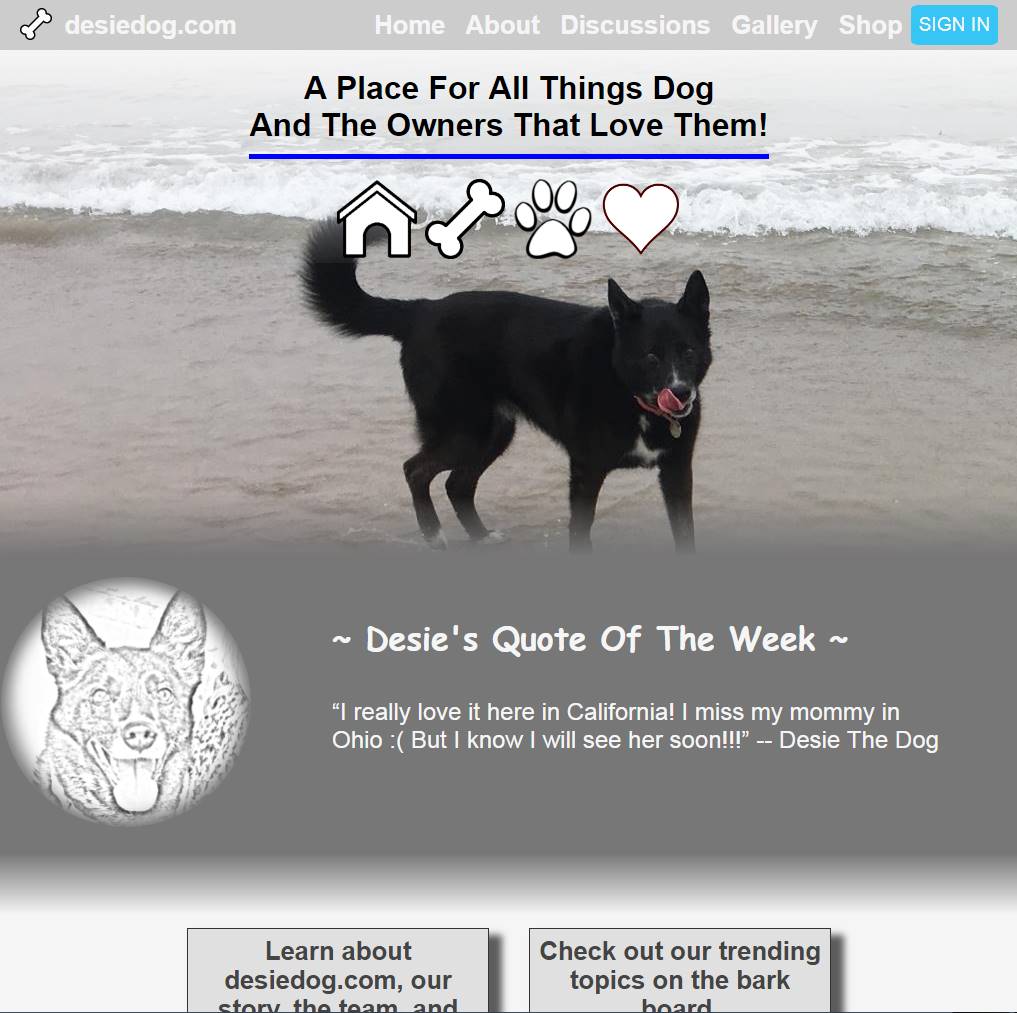 desiedog.com Home About Discussions Gallery Shop SIGN IN
A Place For All Things Dog
And The Owners That Love Them!
~ Desie's Quote Of The Week ~
“I really love it here in California! I miss my mommy in
Ohio :( But I know I will see her soon!!!” -- Desie The Dog
Learn about
desiedog.com, our
story, the team, and
Check out our trending
topics on the bark
board